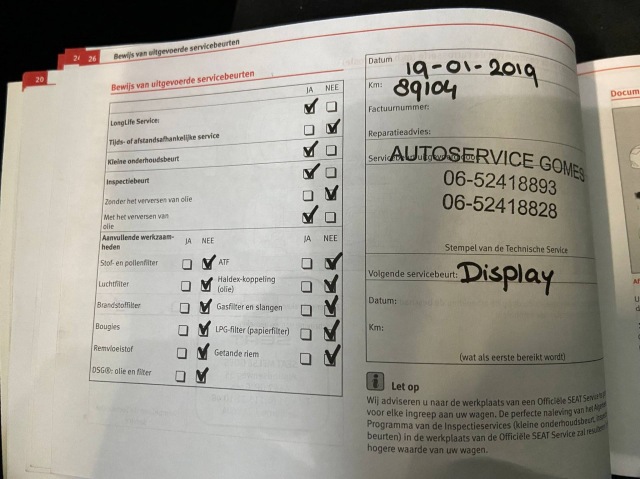 24 26 Bewijs van uitgevoerde servicebeurten
20
Bewijs van uitgevoerde servicebeurten
JA NEE
LongLife Service:
Tijds- of afstandsafhankelijke service
Kleine onderhoudsbeurt
Inspectiebeurt
Zonder het verversen van olie
Met het verversen van
olie
Aanvullende werkzaam-
heden
JA NEE JA NEE
Stof- en pollenfilter ATF
Luchtfilter Haldex-koppeling
(olie)
Brandstoffilter Gasfilter en slangen
Bougies LPG-filter (papierfilter)
Remvloeistof Getande riem
DSG®: olie en filter
Datum 19-01-2019
Km: 89104
Factuurnummer:
Reparatieadvies:
AUTOSERVICE GOMES
06-52418893
06-52418828
Stempel van de Technische Service
Volgende servicebeurt: Display
Datum:
Km:
(wat als eerste bereikt wordt)
i Let op
Wij adviseren u naar de werkplaats van een Officiële SEAT Service
voor elke ingreep aan uw wagen. De perfecte naleving van het
Programma van de Inspectieservices (kleine onderhoudsbeurt,
beurten) in de werkplaats van de Officiële SEAT Service zal
hogere waarde van uw wagen.
Docum